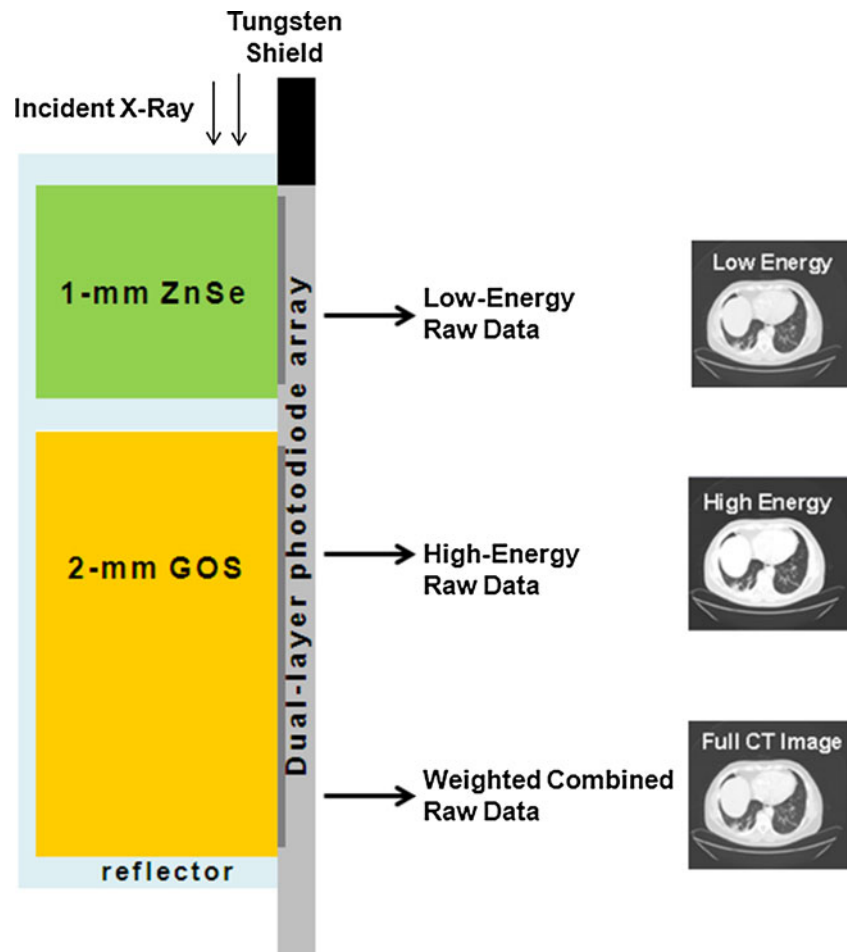 Tungsten
Shield
Incident X-Ray
1-mm ZnSe
2-mm GOS
reflector
Dual-layer photodiode array
Low-Energy
Raw Data
High-Energy
Raw Data
Weighted Combined
Raw Data
Low Energy
High Energy
Full CT Image